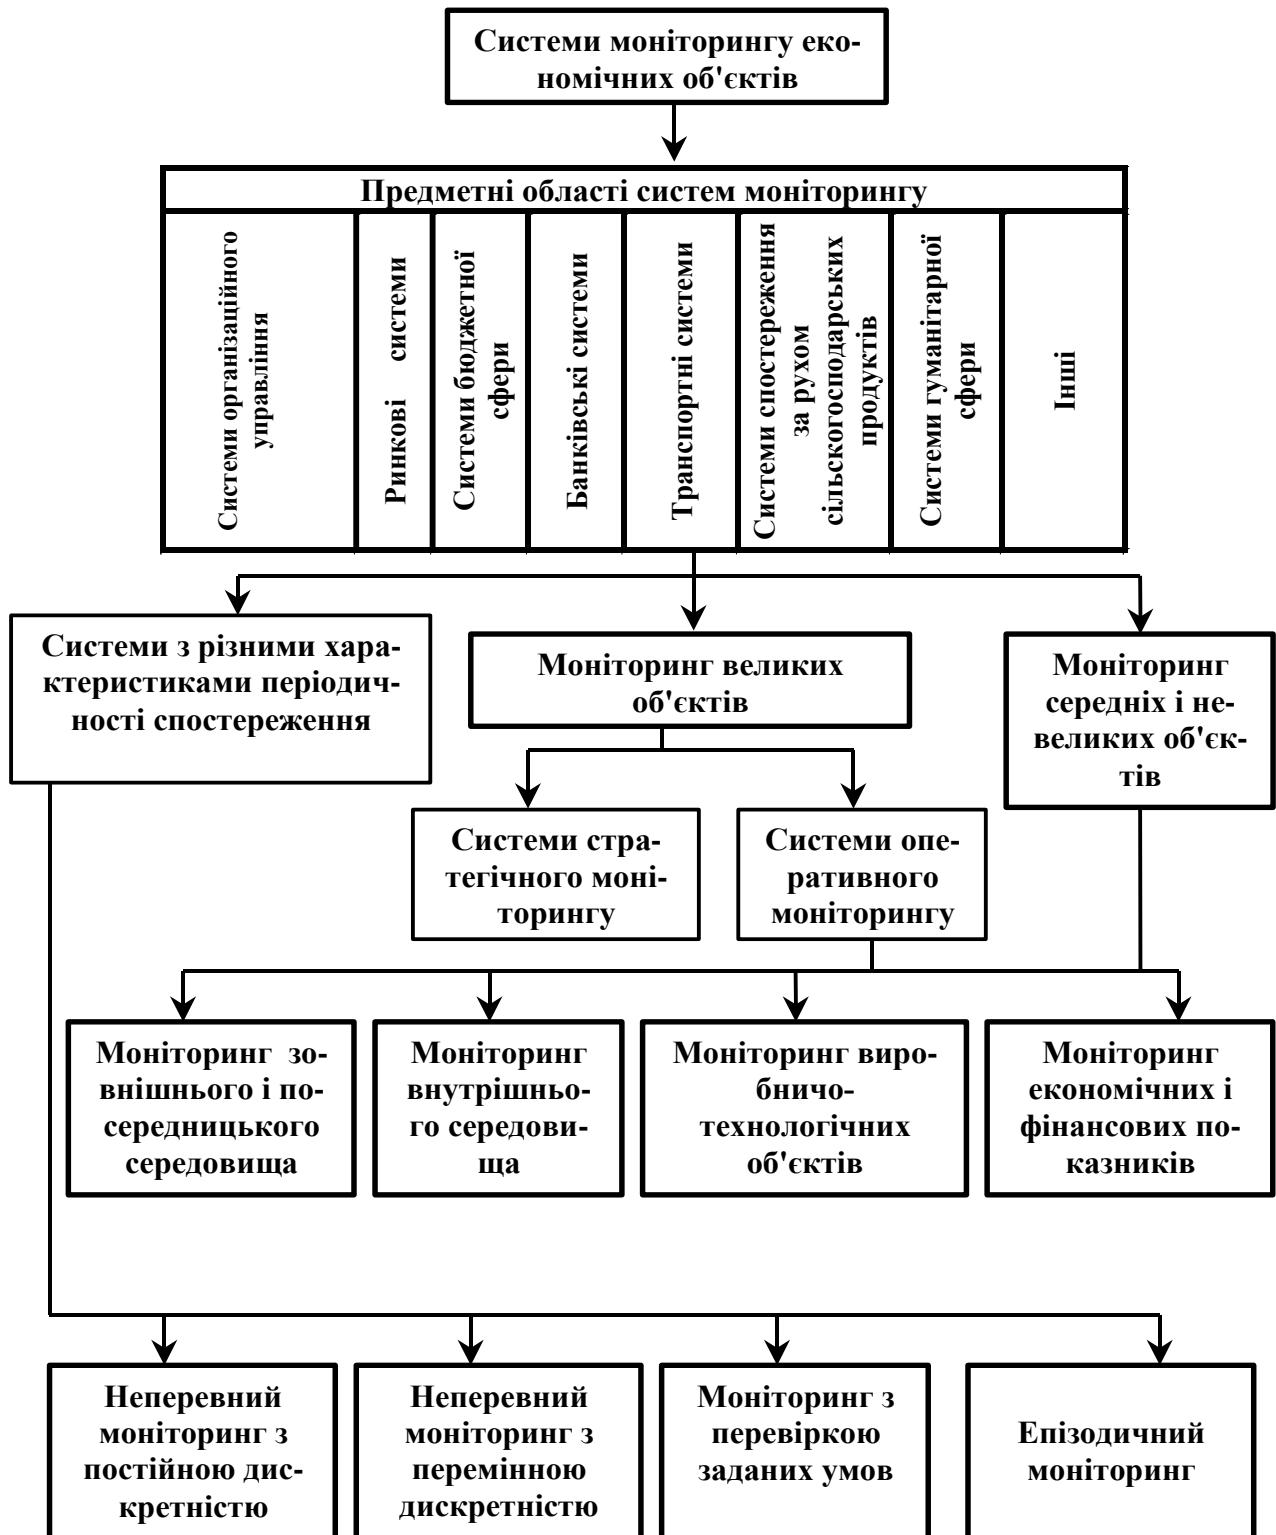 Системи моніторингу еко-
номічних об'єктів
Предметні області систем моніторингу
Системи організаційного
управління
Ринкові системи
Системи бюджетної
сфери
Банківські системи
Транспортні системи
Системи спостереження
за рухом
сільскогосподарських
продуктів
Системи гуманітарної
сфери
Інші
Системи з різними хара-
ктеристиками періодич-
ності спостереження
Моніторинг великих
об'єктів
Моніторинг
середніх і не-
великих об'єк-
тів
Системи стра-
тегічного моні-
торингу
Системи опе-
ративного
моніторингу
Моніторинг зо-
внішнього і по-
середницького
середовища
Моніторинг
внутрішньо-
го середови-
ща
Моніторинг виро-
бничо-
технологічних
об'єктів
Моніторинг
економічних і
фінансових по-
казників
Неперевний
моніторинг з
постійною дис-
кретністю
Неперевний
моніторинг з
перемінною
дискретністю
Моніторинг з
перевіркою
заданих умов
Епізодичний
моніторинг